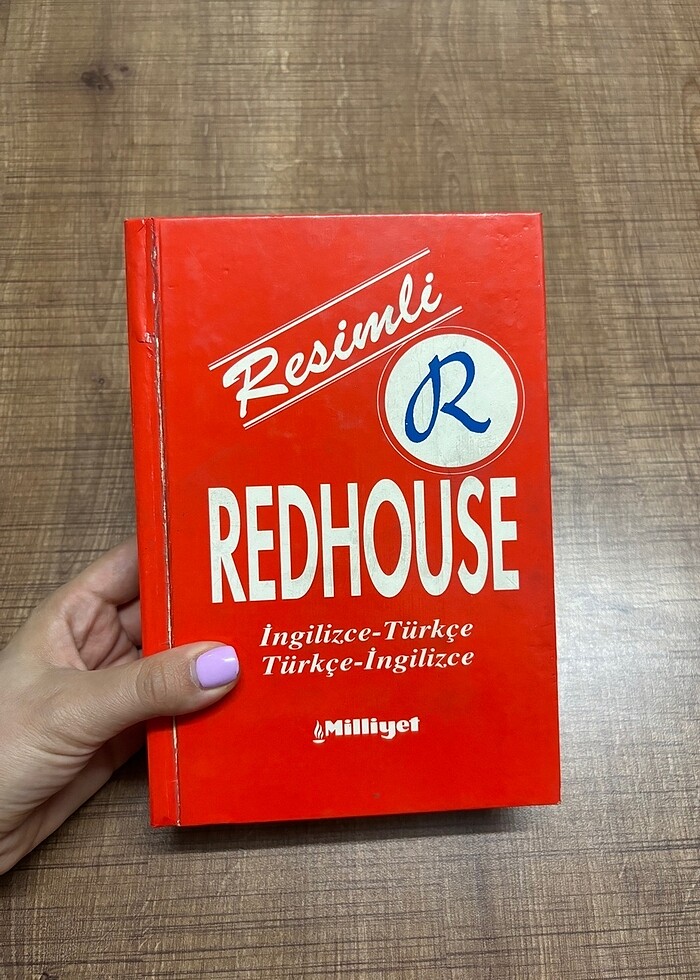 Resimli
R
REDHOUSE
İngilizce-Türkçe
Türkçe-İngilizce
Milliyet